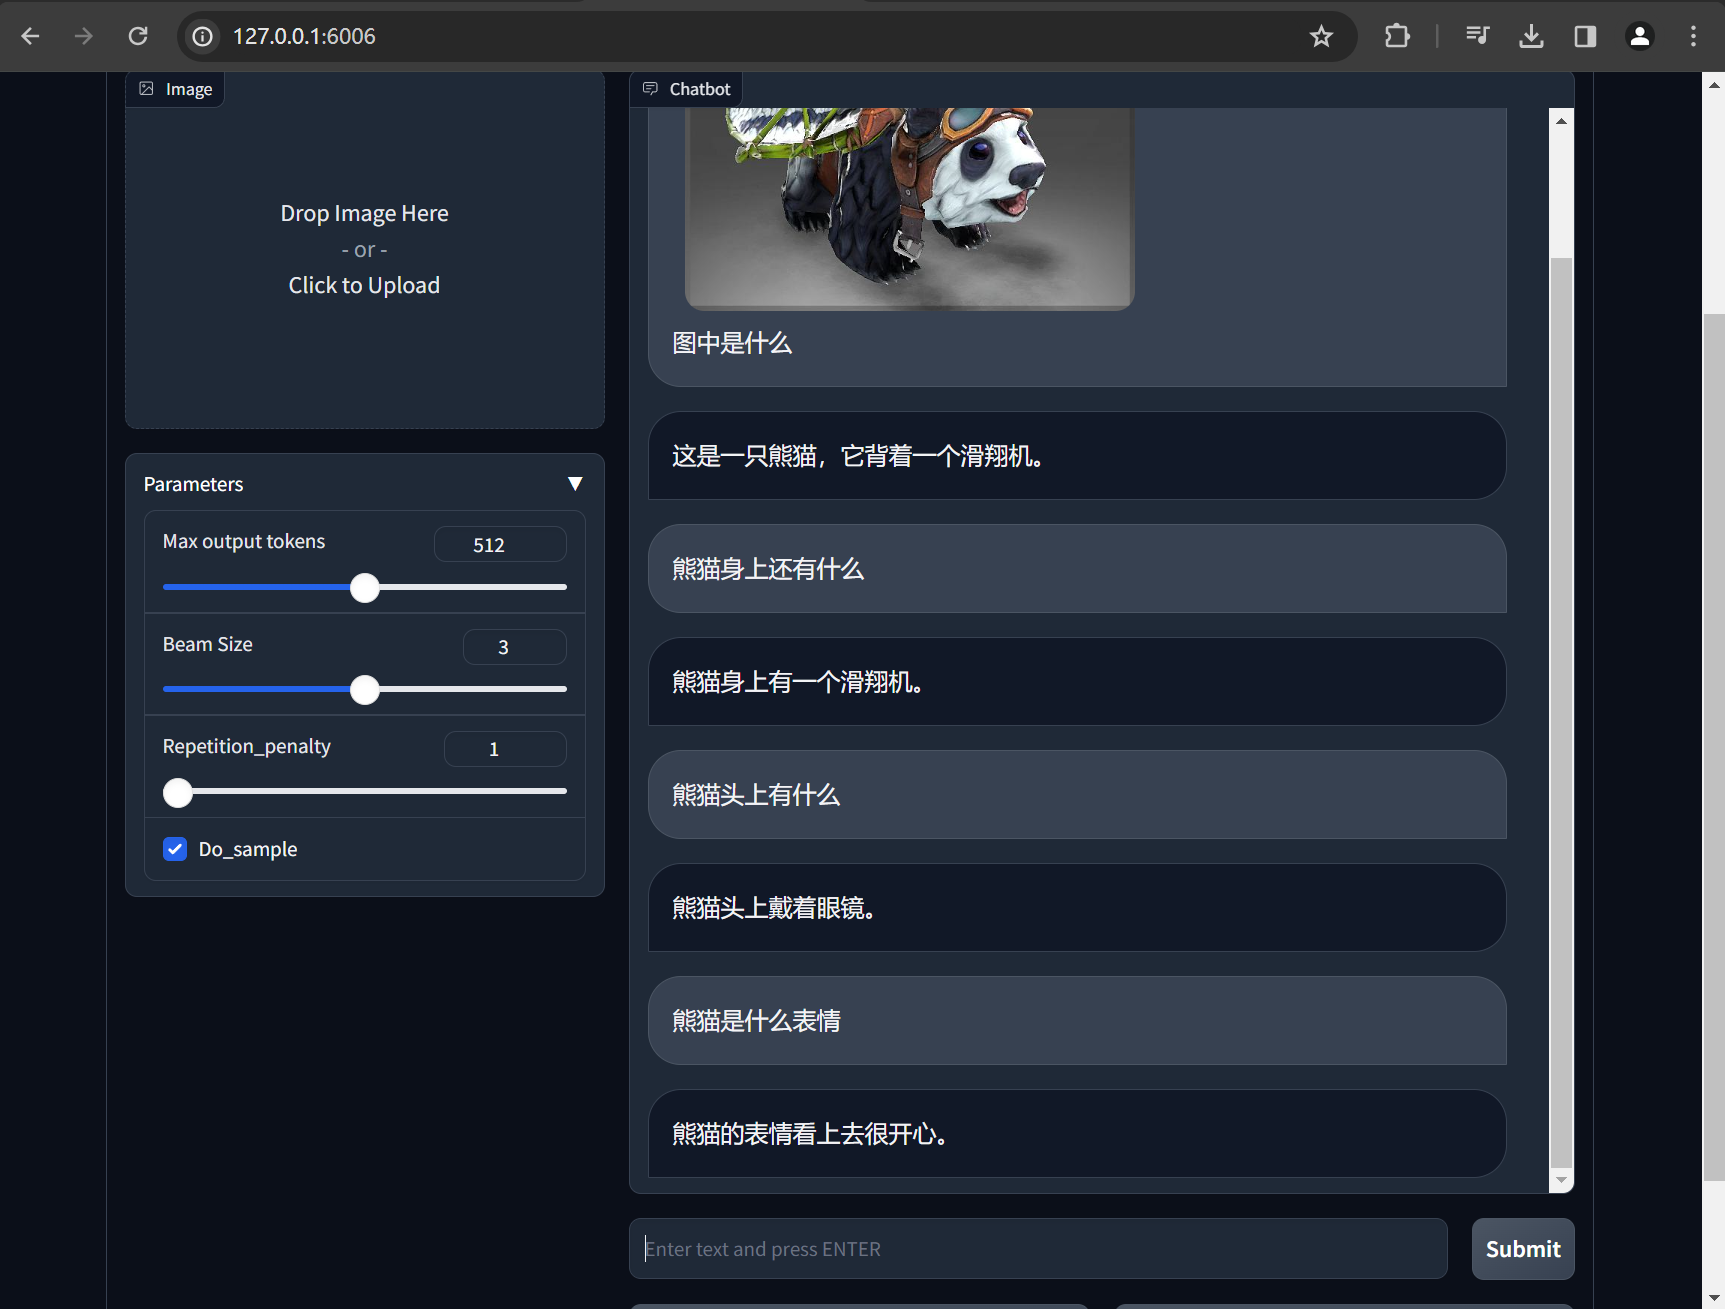 127.0.0.1:6006
Image
Drop Image Here
- or -
Click to Upload
Parameters
Max output tokens
512
Beam Size
3
Repetition_penalty
1
Do_sample
Chatbot
图中是什么
这是一只熊猫，它背着一个滑翔机。
熊猫身上还有什么
熊猫身上有一个滑翔机。
熊猫头上有什么
熊猫头上戴着眼镜。
熊猫是什么表情
熊猫的表情看上去很开心。
Enter text and press ENTER
Submit